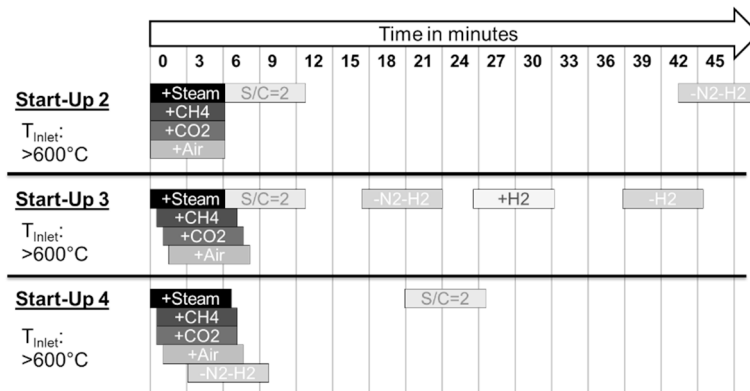 Time in minutes
0 3 6 9 12 15 18 21 24 27 30 33 36 39 42 45
Start-Up 2
+Steam S/C=2 -N2-H2
+CH4
TInlet:
+CO2
>600°C
+Air
Start-Up 3
+Steam S/C=2 -N2-H2 +H2 -H2
+CH4
TInlet:
+CO2
>600°C
+Air
Start-Up 4
+Steam S/C=2
+CH4
TInlet:
+CO2
>600°C
+Air
-N2-H2